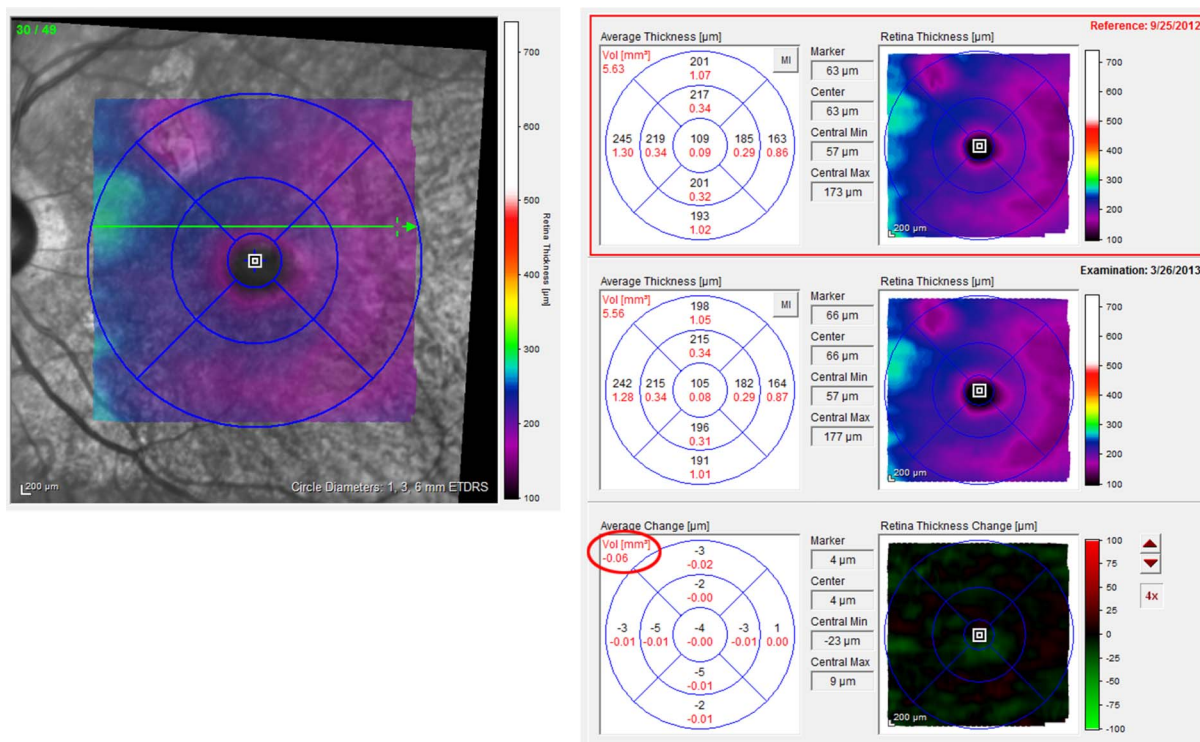 30 / 49
700
600
500
400
300
200
100
Retina Thickness [µm]
200 µm
Circle Diameters: 1, 3, 6 mm ETDRS
Reference: 9/25/2012
Average Thickness [µm]
Vol [mm³]
5.63
MI
201
1.07
217
0.34
245 219 109 185 163
1.30 0.34 0.09 0.29 0.86
201
0.32
193
1.02
Marker
63 µm
Center
63 µm
Central Min
57 µm
Central Max
173 µm
Retina Thickness [µm]
200 µm
700
600
500
400
300
200
100
Examination: 3/26/2013
Average Thickness [µm]
Vol [mm³]
5.56
MI
198
1.05
215
0.34
242 215 105 182 164
1.28 0.34 0.08 0.29 0.87
196
0.31
191
1.01
Marker
66 µm
Center
66 µm
Central Min
57 µm
Central Max
177 µm
Retina Thickness [µm]
200 µm
700
600
500
400
300
200
100
Average Change [µm]
Vol [mm³]
-0.06
-3
-0.02
-2
-0.00
-3 -5 -4 -3 1
-0.01 -0.01 -0.00 -0.01 0.00
-5
-0.01
-2
-0.01
Marker
4 µm
Center
4 µm
Central Min
-23 µm
Central Max
9 µm
Retina Thickness Change [µm]
200 µm
100
75
50
25
0
-25
-50
-75
-100
4x